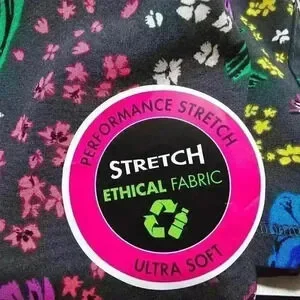 PERFORMANCE STRETCH
STRETCH
ETHICAL FABRIC
ULTRA SOFT